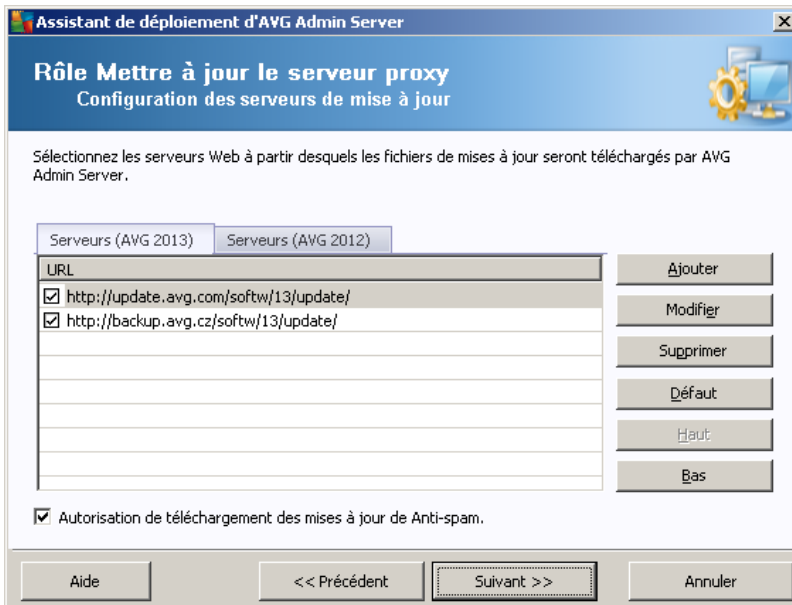 Assistant de déploiement d'AVG Admin Server
Rôle Mettre à jour le serveur proxy
Configuration des serveurs de mise à jour
Sélectionnez les serveurs Web à partir desquels les fichiers de mises à jour seront téléchargés par AVG
Admin Server.
Serveurs (AVG 2013) Serveurs (AVG 2012)
URL
http://update.avg.com/softw/13/update/
http://backup.avg.cz/softw/13/update/
Ajouter
Modifier
Supprimer
Défaut
Haut
Bas
Autorisation de téléchargement des mises à jour de Anti-spam.
Aide << Précédent Suivant >> Annuler